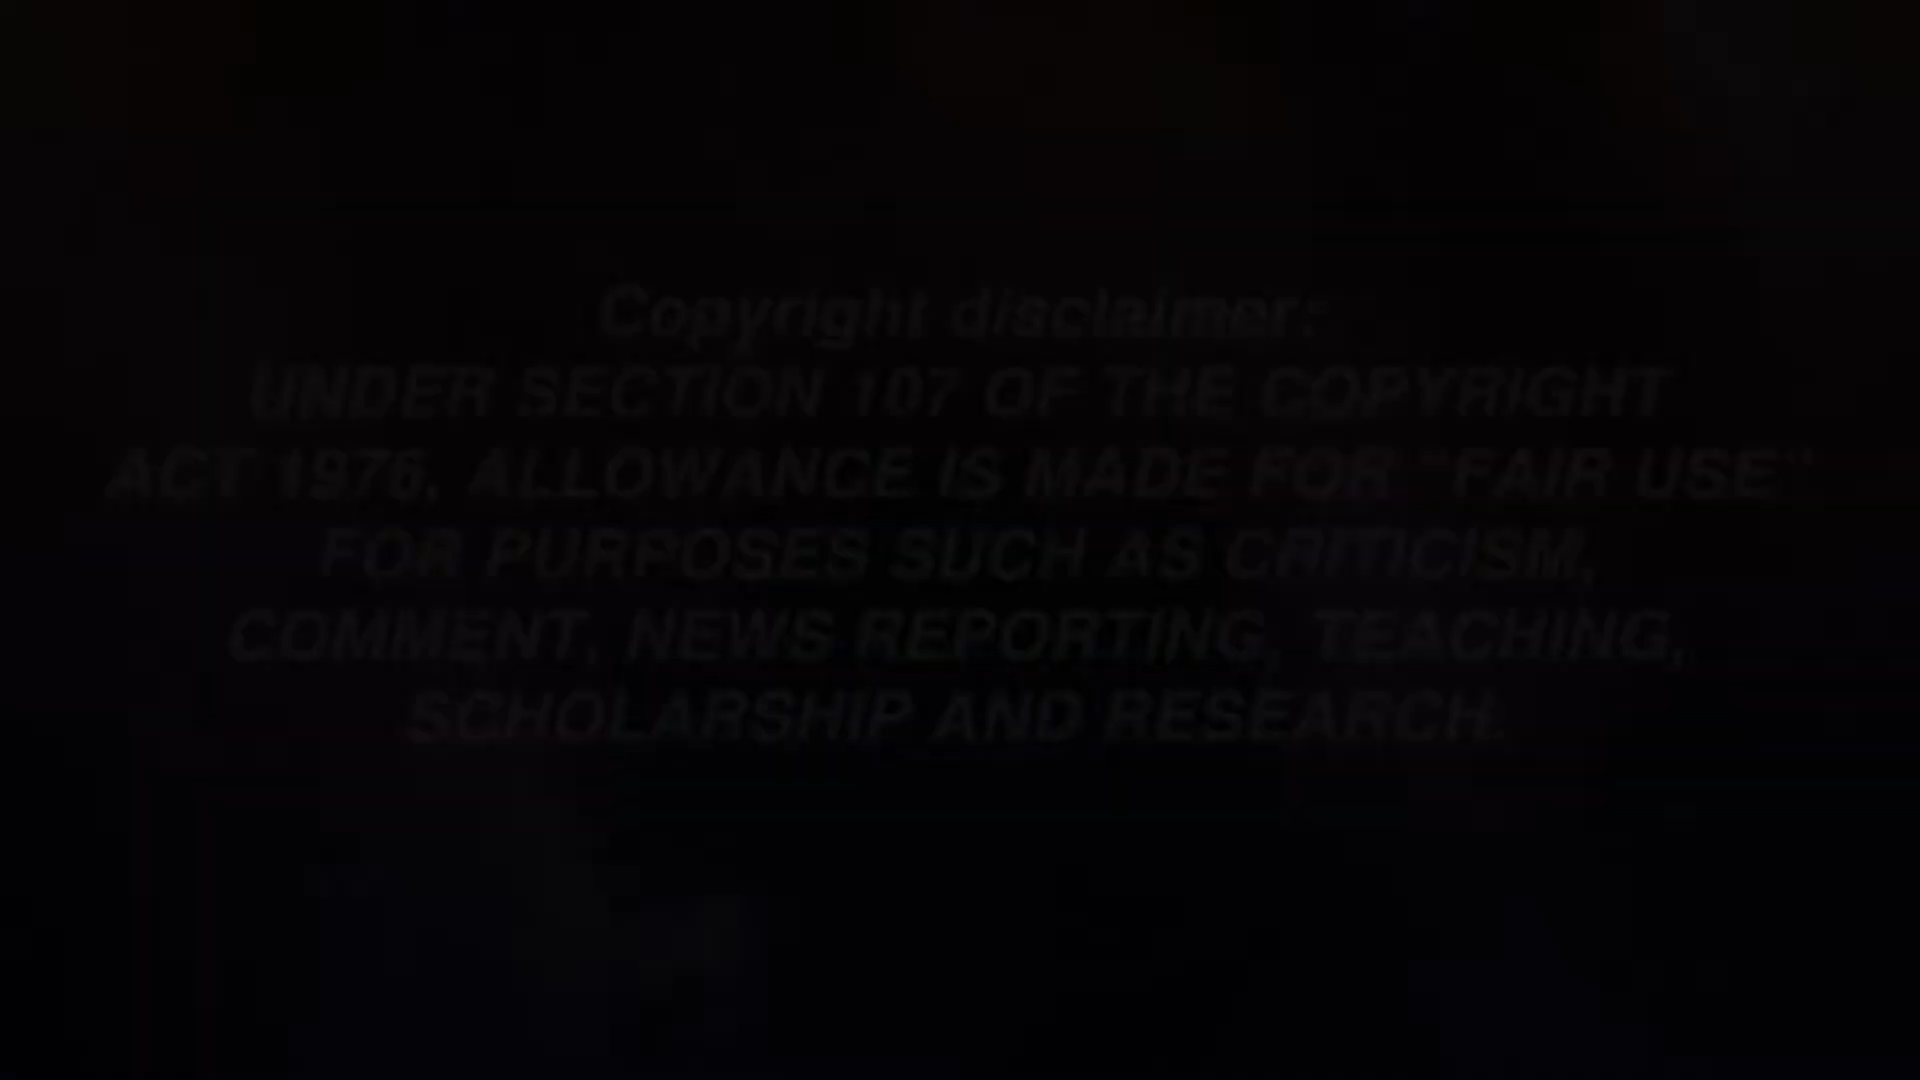 Copyright disclaimer:
UNDER SECTION 107 OF THE COPYRIGHT
ACT 1976, ALLOWANCE IS MADE FOR “FAIR USE”
FOR PURPOSES SUCH AS CRITICISM,
COMMENT, NEWS REPORTING, TEACHING,
SCHOLARSHIP AND RESEARCH.